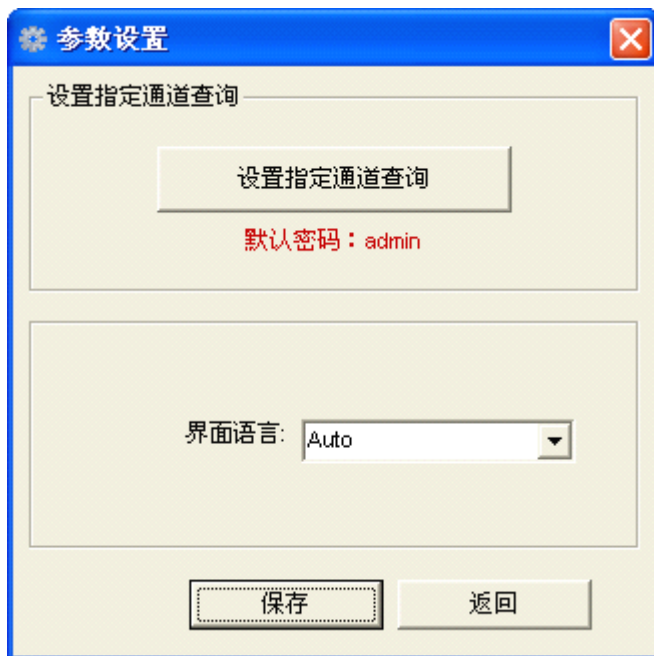 参数设置
设置指定通道查询
设置指定通道查询
默认密码：admin
界面语言: Auto
保存 返回